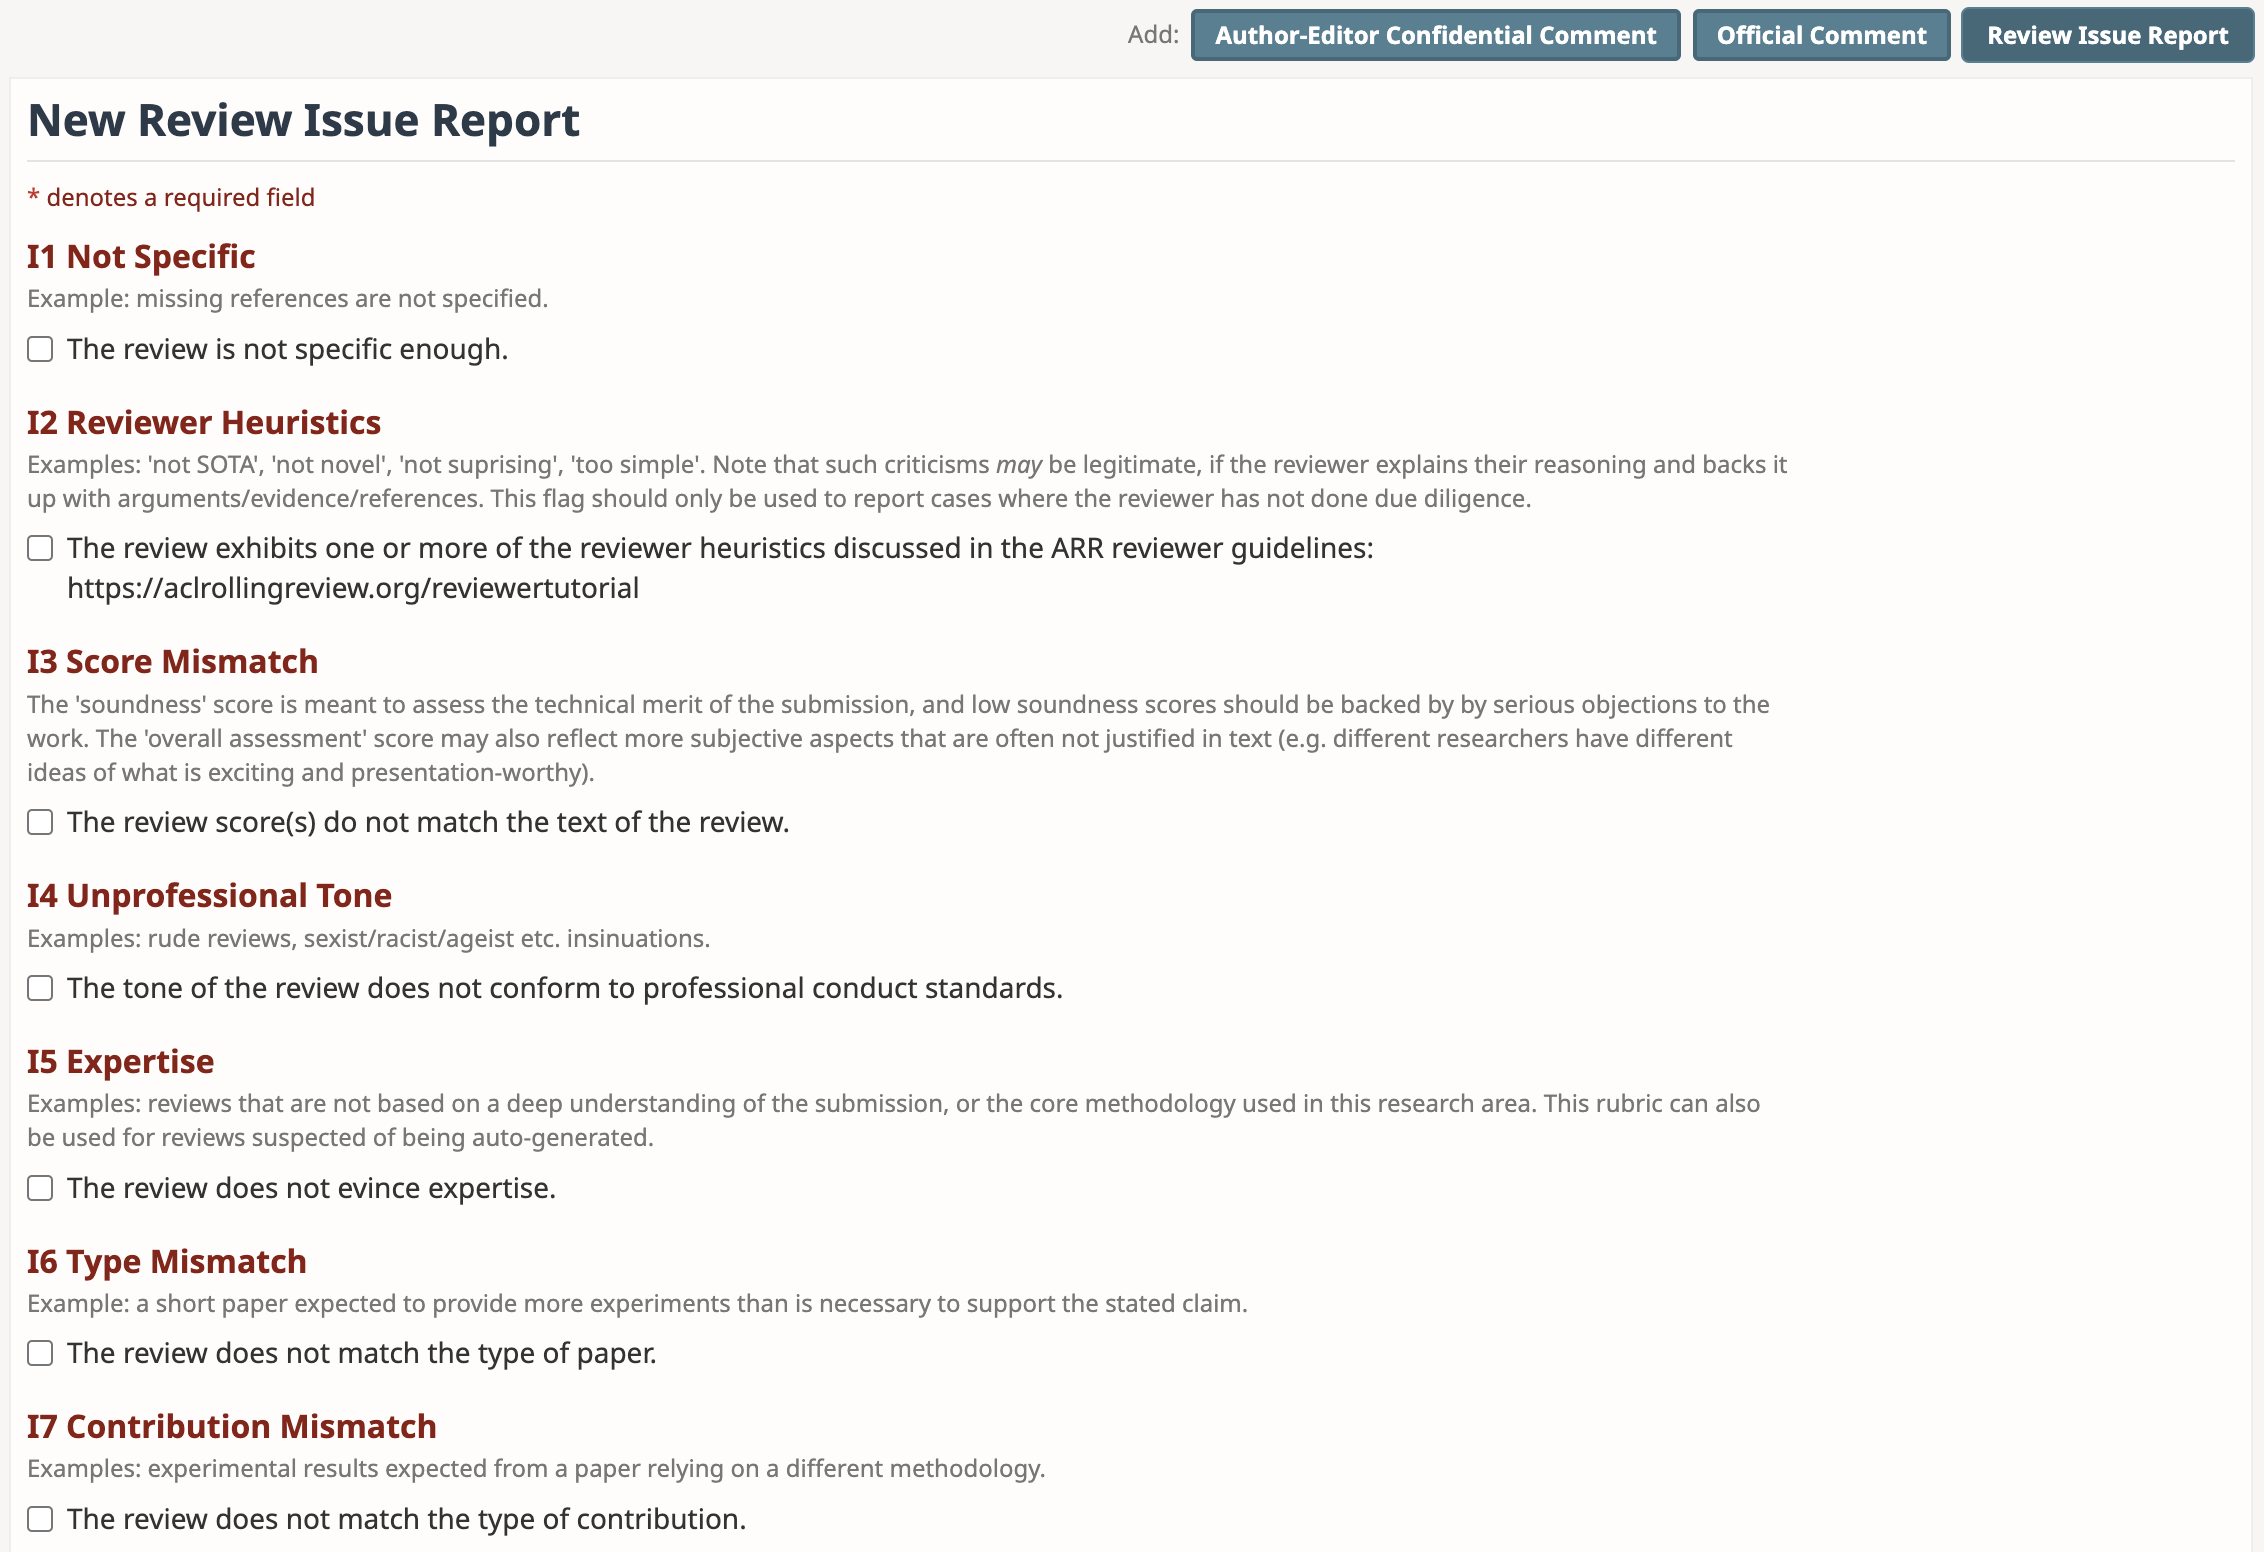 Add: Author-Editor Confidential Comment Official Comment Review Issue Report
New Review Issue Report
* denotes a required field
I1 Not Specific
Example: missing references are not specified.
The review is not specific enough.
I2 Reviewer Heuristics
Examples: 'not SOTA', 'not novel', 'not suprising', 'too simple'. Note that such criticisms may be legitimate, if the reviewer explains their reasoning and backs it
up with arguments/evidence/references. This flag should only be used to report cases where the reviewer has not done due diligence.
The review exhibits one or more of the reviewer heuristics discussed in the ARR reviewer guidelines:
https://aclrollingreview.org/reviewertutorial
I3 Score Mismatch
The 'soundness' score is meant to assess the technical merit of the submission, and low soundness scores should be backed by by serious objections to the
work. The 'overall assessment' score may also reflect more subjective aspects that are often not justified in text (e.g. different researchers have different
ideas of what is exciting and presentation-worthy).
The review score(s) do not match the text of the review.
I4 Unprofessional Tone
Examples: rude reviews, sexist/racist/ageist etc. insinuations.
The tone of the review does not conform to professional conduct standards.
I5 Expertise
Examples: reviews that are not based on a deep understanding of the submission, or the core methodology used in this research area. This rubric can also
be used for reviews suspected of being auto-generated.
The review does not evince expertise.
I6 Type Mismatch
Example: a short paper expected to provide more experiments than is necessary to support the stated claim.
The review does not match the type of paper.
I7 Contribution Mismatch
Examples: experimental results expected from a paper relying on a different methodology.
The review does not match the type of contribution.